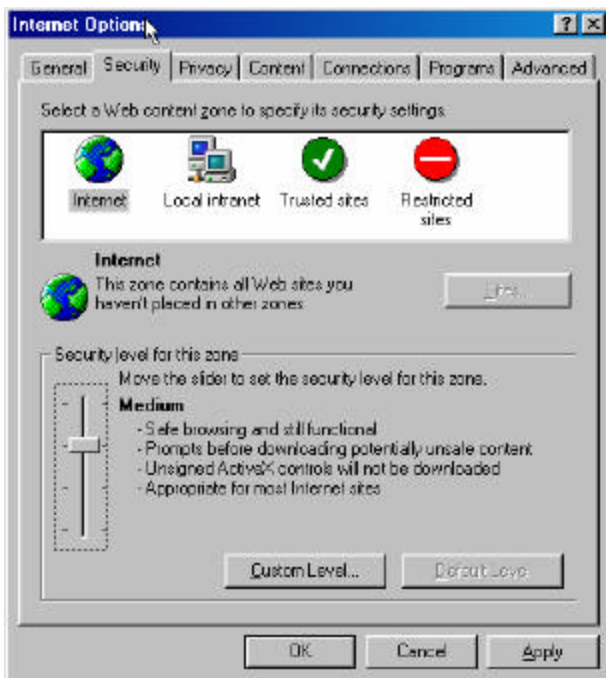 Internet Options
General Security Privacy Content Connections Programs Advanced
Select a Web content zone to specify its security settings.
Internet
Local intranet
Trusted sites
Restricted
sites
Internet
This zone contains all Web sites you
haven't placed in other zones
Sites...
Security level for this zone
Move the slider to set the security level for this zone.
Medium
- Safe browsing and still functional
- Prompts before downloading potentially unsafe content
- Unsigned ActiveX controls will not be downloaded
- Appropriate for most Internet sites
Custom Level...
Default Level
OK
Cancel
Apply